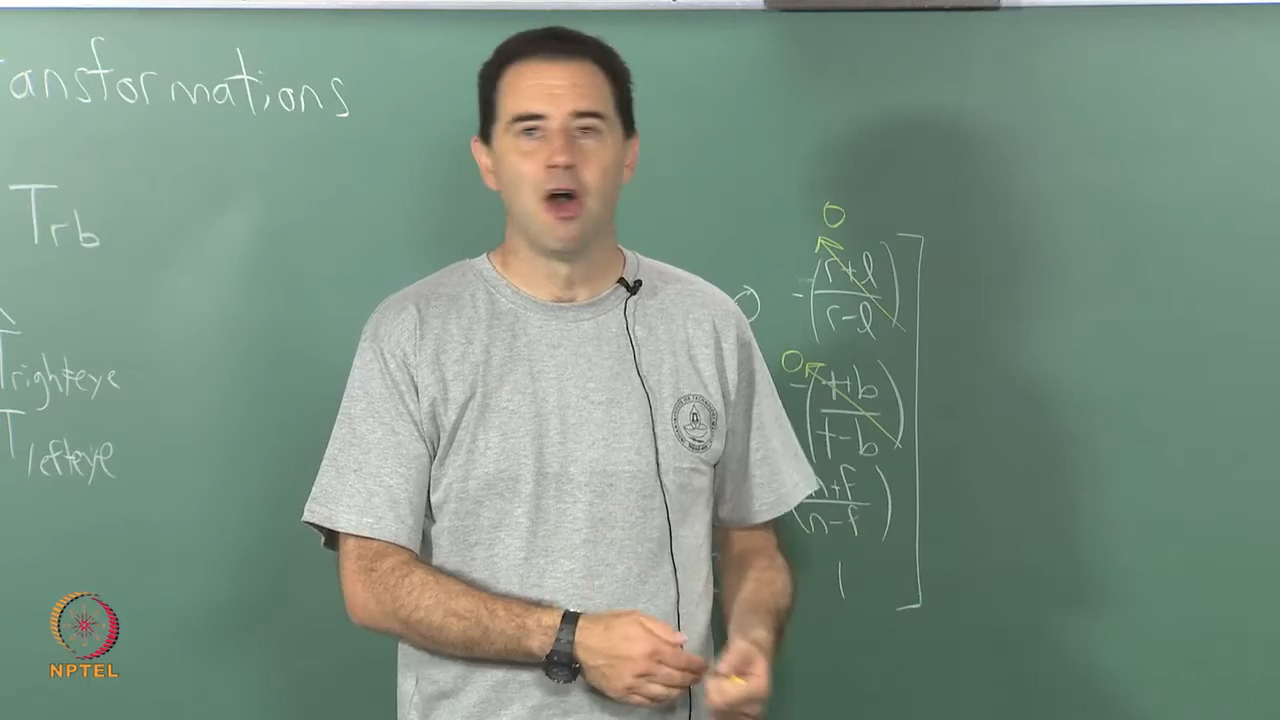 ansformations
Trb
Trighteye
Tlefteye
0
-(r+l
r-l)
0
-(t+b
t-b)
(n+f
n-f)
1
NPTEL